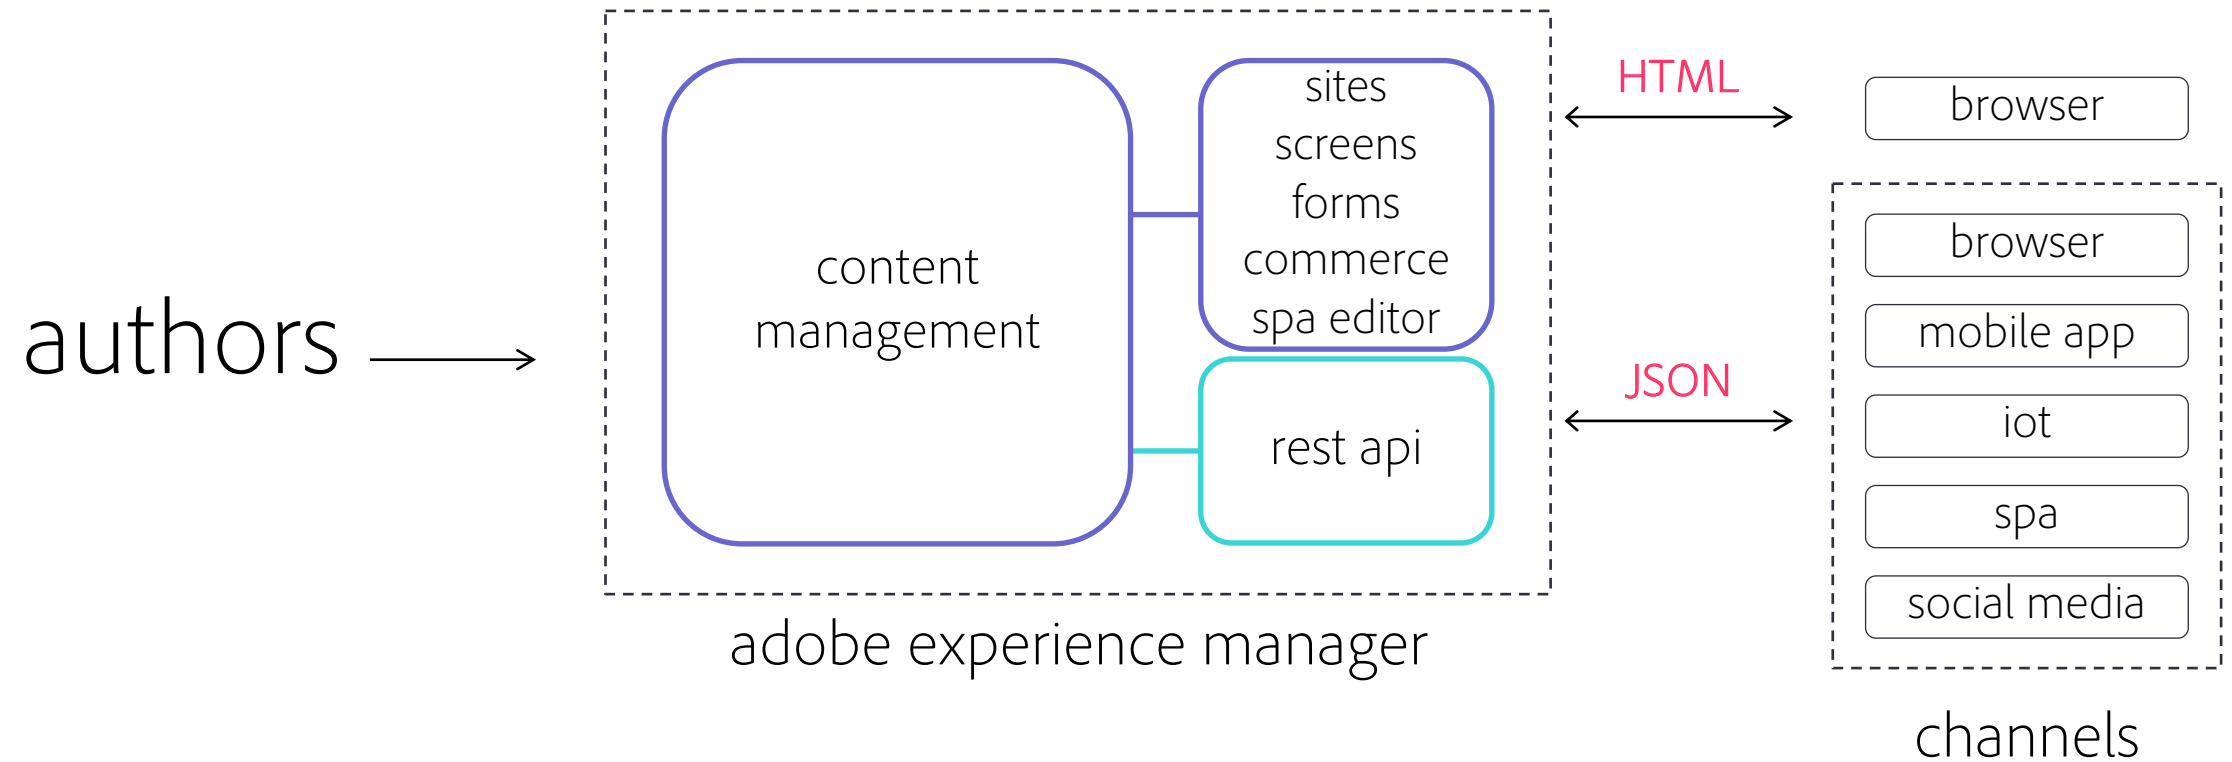 authors
content
management
sites
screens
forms
commerce
spa editor
rest api
adobe experience manager
HTML
JSON
browser
browser
mobile app
iot
spa
social media
channels